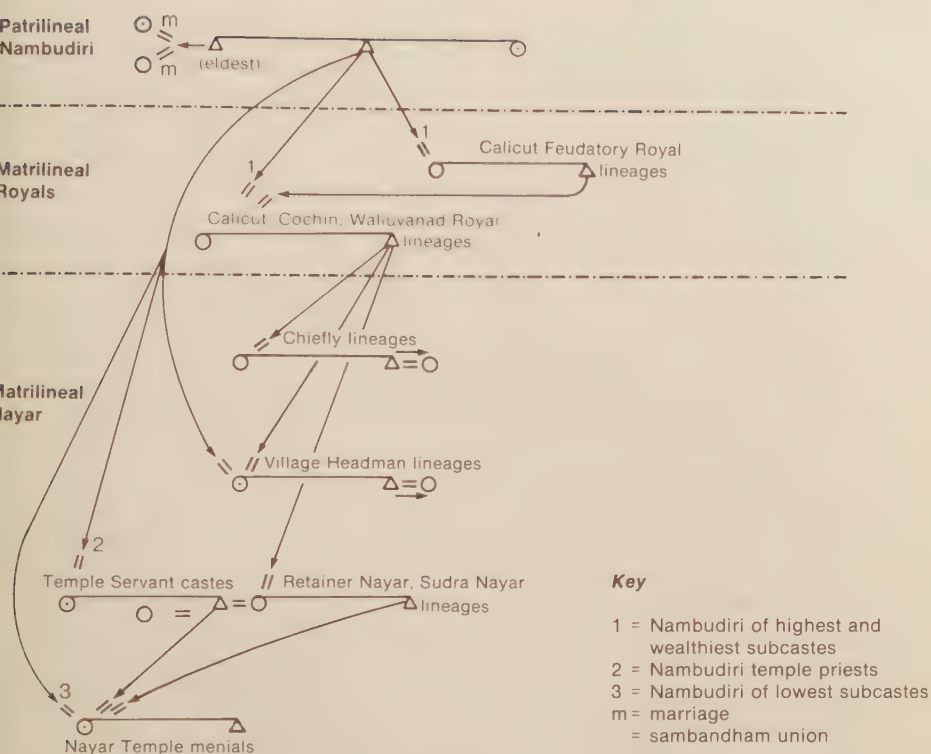 Patrilineal
Nambudiri
m
m
(eldest)
Matrilineal
Royals
1
1
Calicut Feudatory Royal
lineages
Calicut, Cochin, Walluvanad Royal
lineages
Chiefly lineages
=
Matrilineal
Nayar
Village Headman lineages
=
2
Temple Servant castes
= =
Retainer Nayar, Sudra Nayar
lineages
3
Nayar Temple menials
Key
1 = Nambudiri of highest and
wealthiest subcastes
2 = Nambudiri temple priests
3 = Nambudiri of lowest subcastes
m = marriage
= sambandham union